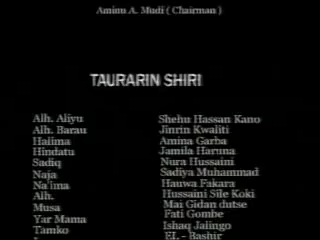 Aminu A. Mudi ( Chairman )
TAURARIN SHIRI
Alh. Aliyu Shehu Hassan Kano
Alh. Barau Jinrin Kwaliti
Halima Amina Garba
Hindatu Jamila Haruna
Sadiq Nura Hussaini
Naja Sadiya Muhammad
Na'ima Hauwa Fakara
Alh. Hussaini Sile Koki
Musa Mai Gidan dutse
Yar Mama Fati Gombe
Tamko Ishaq Jalingo
EL - Bashir